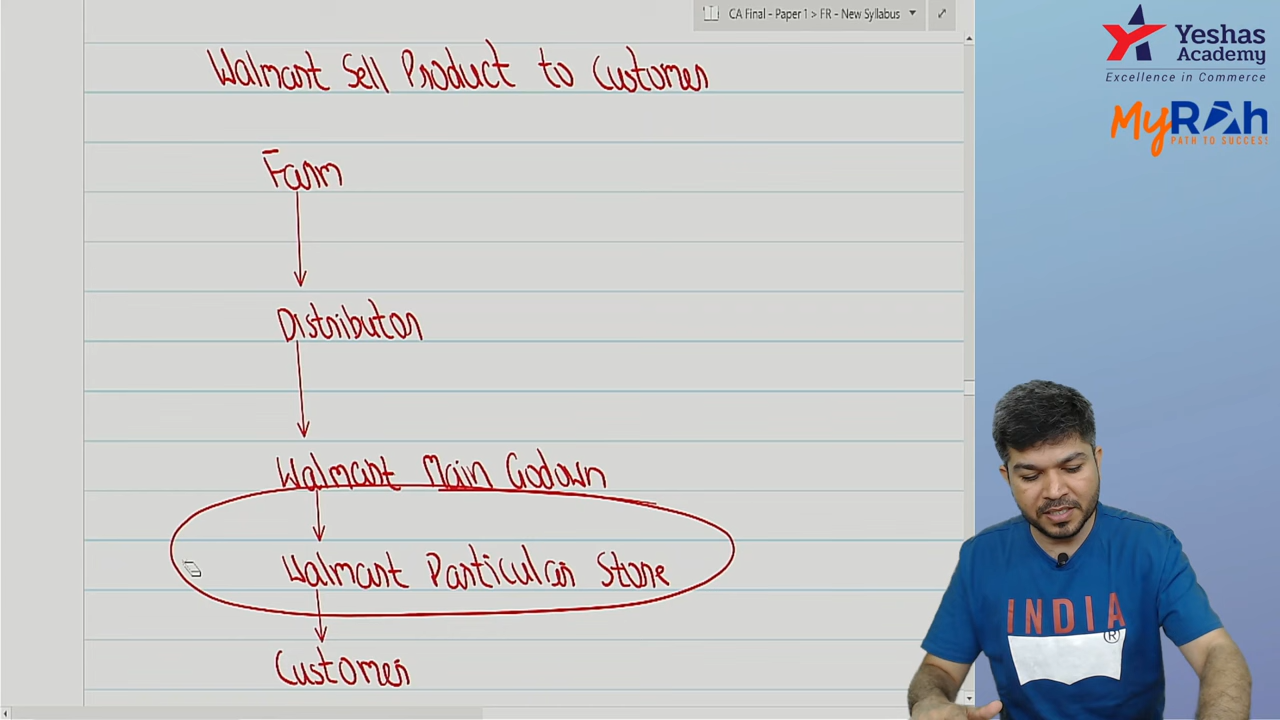 CA Final - Paper 1 > FR - New Syllabus
Yeshas
Academy
Excellence in Commerce
MyRAh
PATH TO SUCCESS
Walmart Sell Product to Customer
Farm
Distributor
Walmart Main Godown
Walmart Particular Store
Customer
INDIA
®